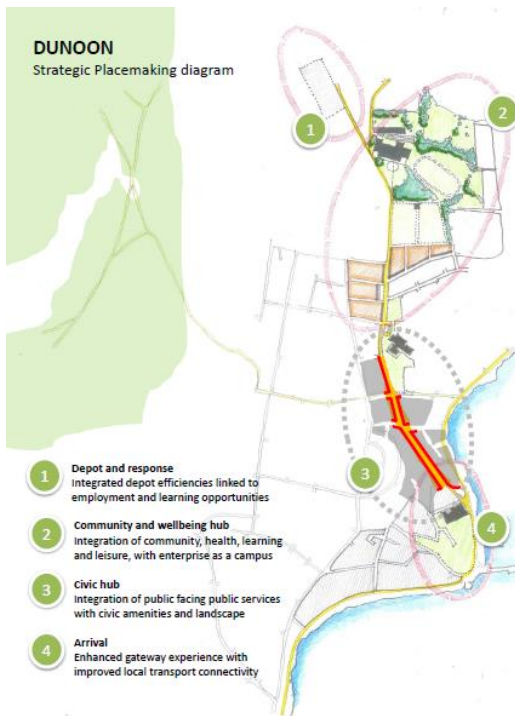 DUNOON
Strategic Placemaking diagram
1
2
3
4
1
Depot and response
Integrated depot efficiencies linked to
employment and learning opportunities
2
Community and wellbeing hub
Integration of community, health, learning
and leisure, with enterprise as a campus
3
Civic hub
Integration of public facing public services
with civic amenities and landscape
4
Arrival
Enhanced gateway experience with
improved local transport connectivity